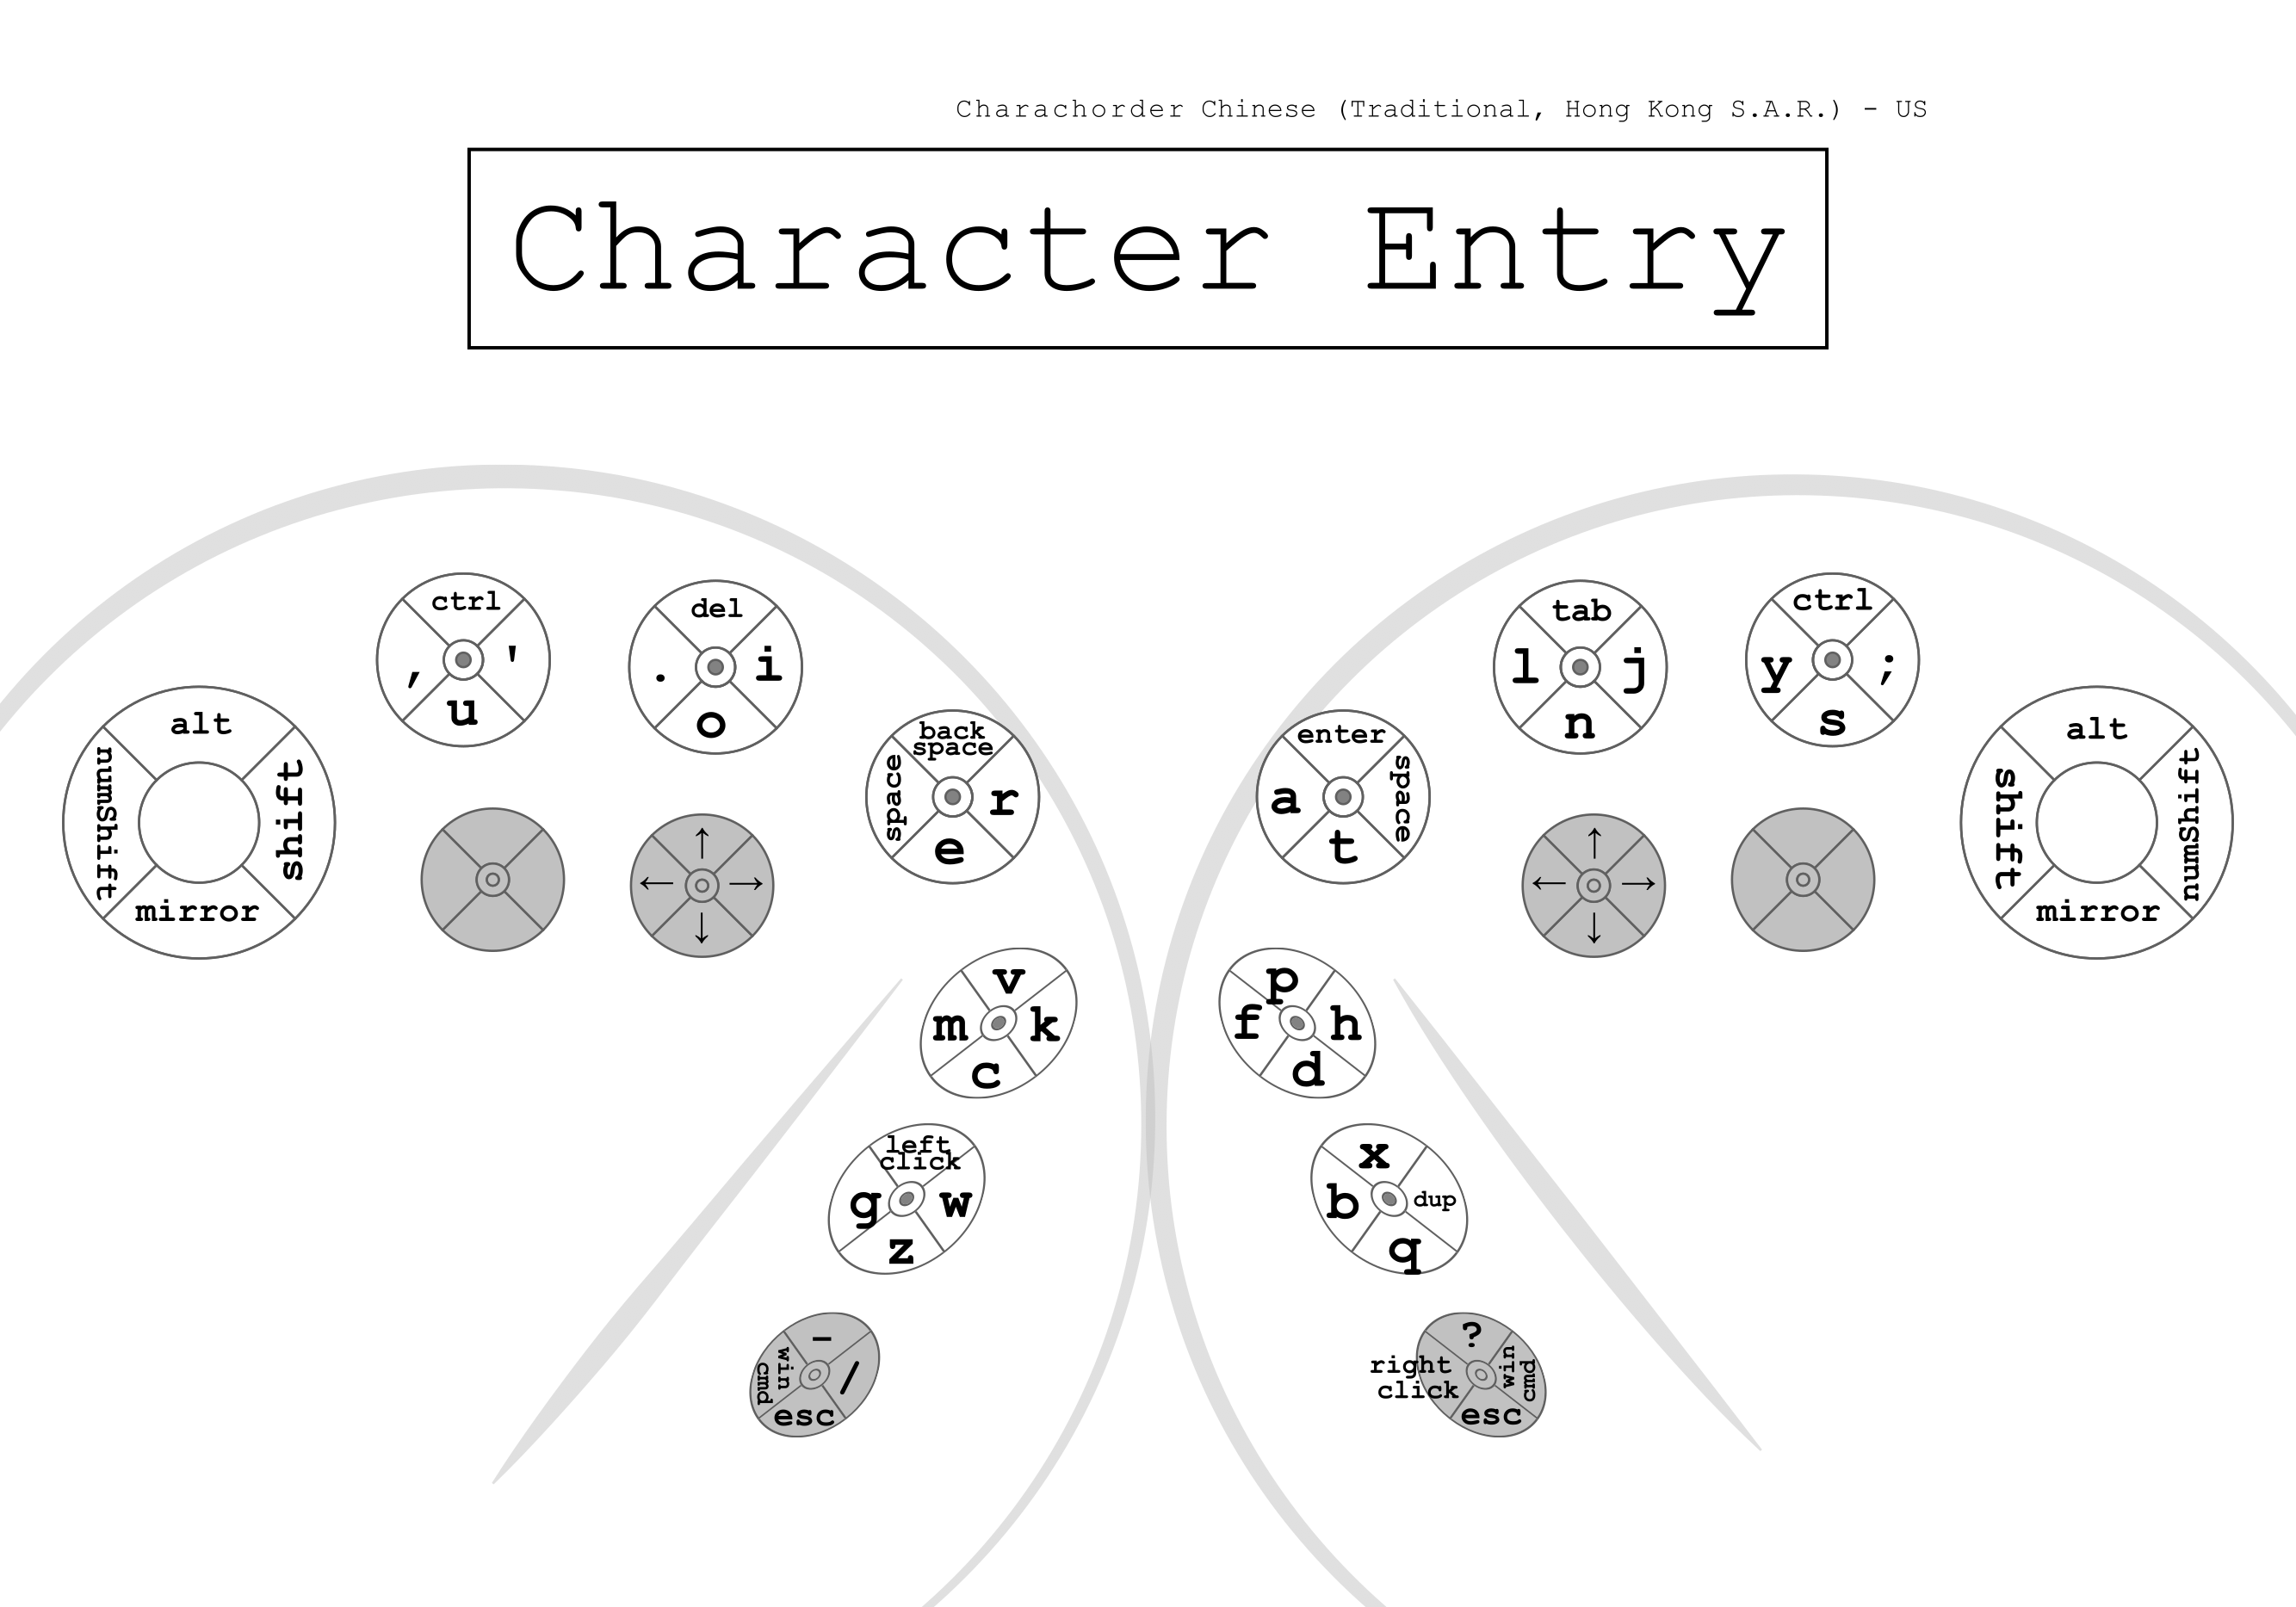 Charachorder Chinese (Traditional, Hong Kong S.A.R.) - US
Character Entry
ctrl
, '
u
del
. i
o
alt
numShift shift
mirror
back
space
space r
e
↑
← →
↓
v
m k
c
left
click
g w
z
-
win
cmd /
esc
enter
a space
t
tab
l j
n
ctrl
y ;
s
alt
shift numShift
mirror
↑
← →
↓
p
f h
d
x
b dup
q
?
right
click
win
cmd
esc